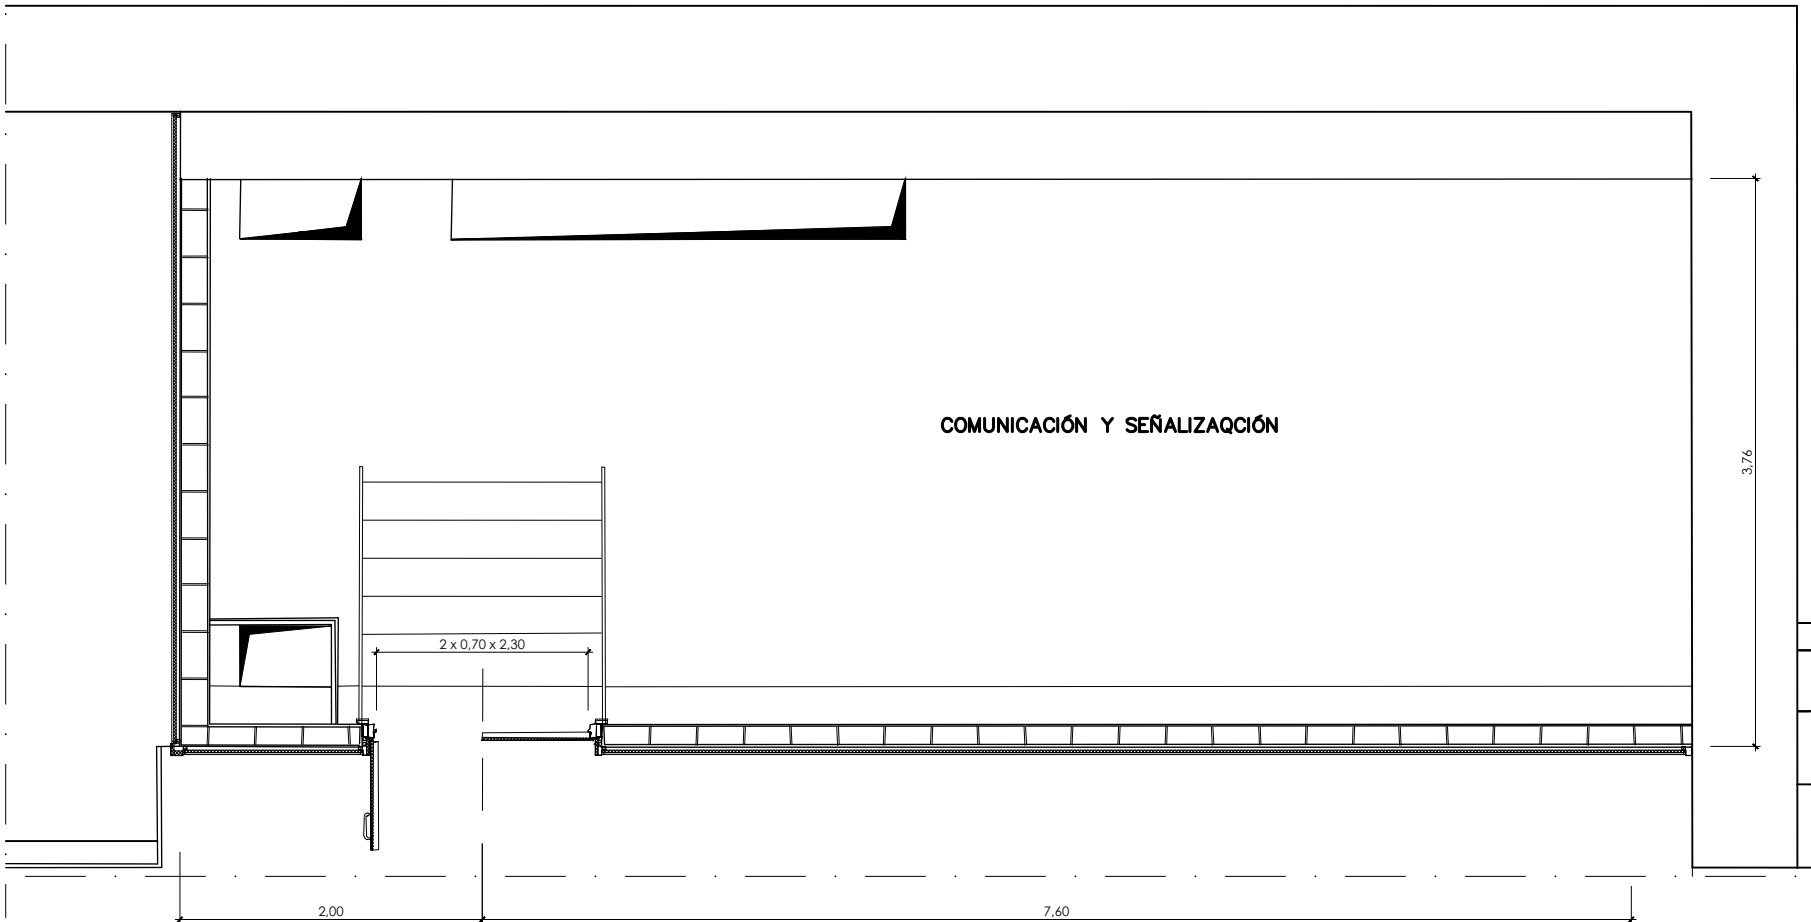 COMUNICACIÓN Y SEÑALIZAQCIÓN
3,76
2 x 0,70 x 2,30
2,00
7,60